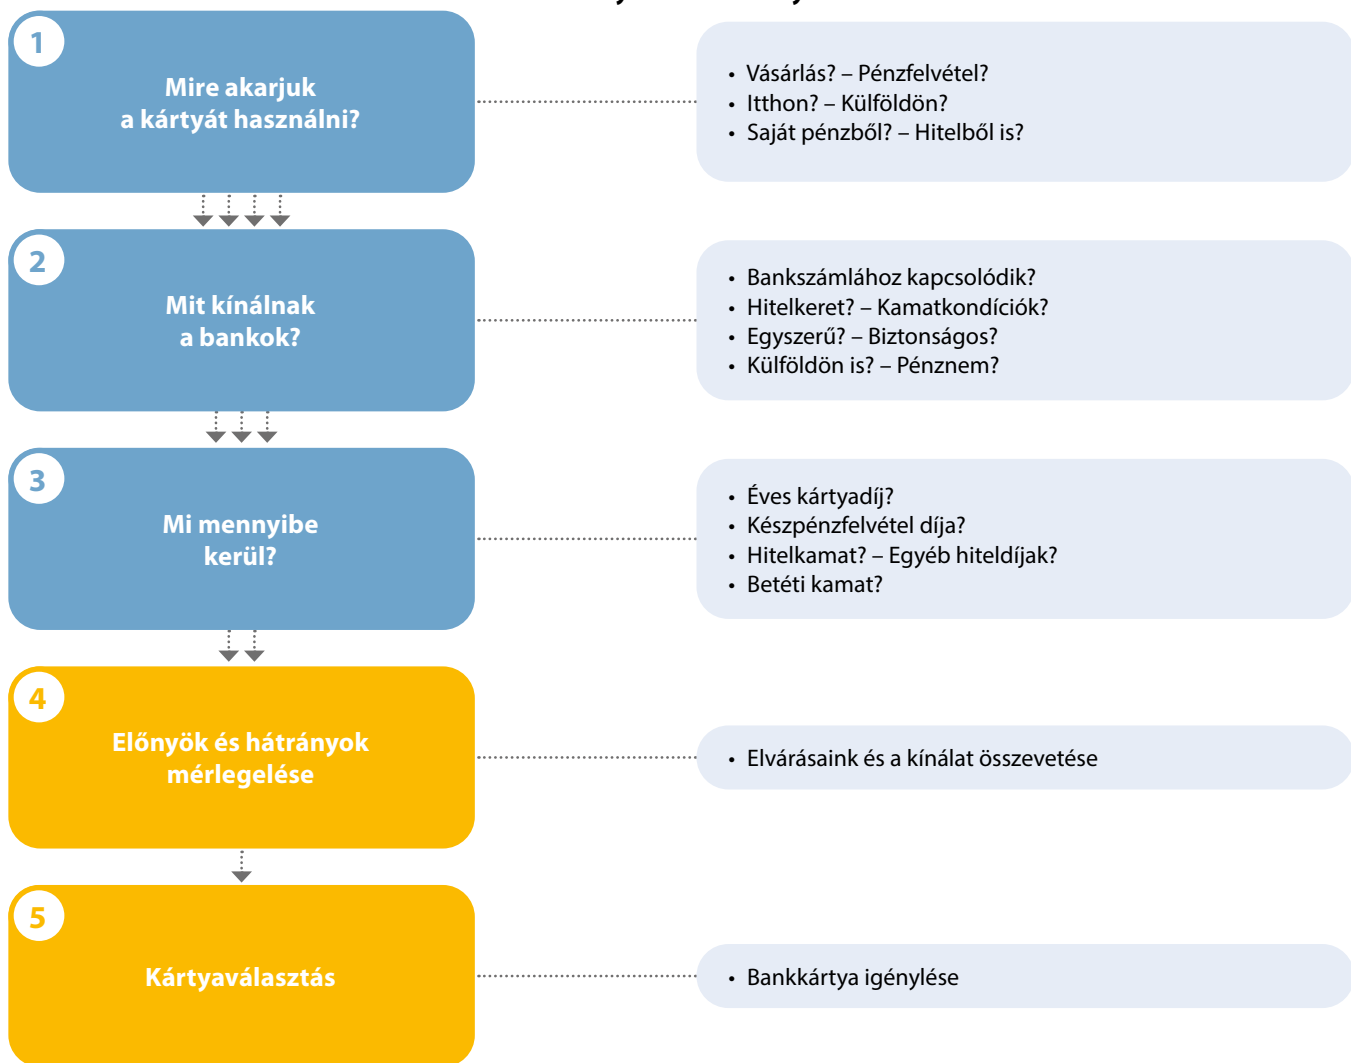 1
Mire akarjuk
a kártyát használni?
• Vásárlás? – Pénzfelvétel?
• Itthon? – Külföldön?
• Saját pénzből? – Hitelből is?
2
Mit kínálnak
a bankok?
• Bankszámlához kapcsolódik?
• Hitelkeret? – Kamatkondíciók?
• Egyszerű? – Biztonságos?
• Külföldön is? – Pénznem?
3
Mi mennyibe
kerül?
• Éves kártyadíj?
• Készpénzfelvétel díja?
• Hitelkamat? – Egyéb hiteldíjak?
• Betéti kamat?
4
Előnyök és hátrányok
mérlegelése
• Elvárásaink és a kínálat összevetése
5
Kártyaválasztás
• Bankkártya igénylése